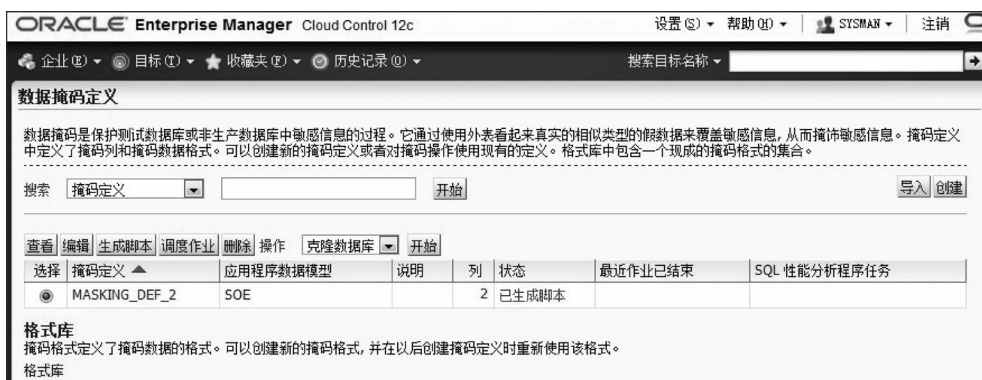 ORACLE Enterprise Manager Cloud Control 12c 设置(S) 帮助(H) SYSMAN 注销
企业(E) 目标(T) 收藏夹(F) 历史记录(O) 搜索目标名称
数据掩码定义
数据掩码是保护测试数据库或非生产数据库中敏感信息的过程。它通过使用外表看起来真实的相似类型的假数据来覆盖敏感信息, 从而掩饰敏感信息。掩码定义
中定义了掩码列和掩码数据格式。可以创建新的掩码定义或者对掩码操作使用现有的定义。格式库中包含一个现成的掩码格式的集合。
搜索 掩码定义 开始 导入 创建
查看 编辑 生成脚本 调度作业 删除 操作 克隆数据库 开始
选择 掩码定义 应用程序数据模型 说明 列 状态 最近作业已结束 SQL 性能分析程序任务
MASKING_DEF_2 SOE 2 已生成脚本
格式库
掩码格式定义了掩码数据的格式。可以创建新的掩码格式, 并在以后创建掩码定义时重新使用该格式。
格式库